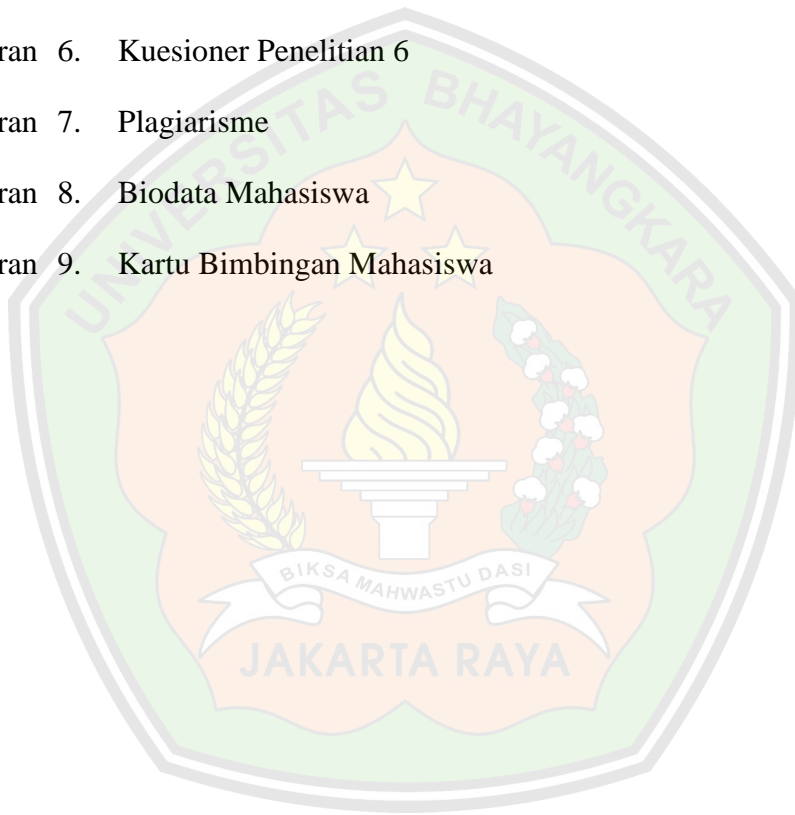 ran 6. Kuesioner Penelitian 6
ran 7. Plagiarisme
ran 8. Biodata Mahasiswa
ran 9. Kartu Bimbingan Mahasiswa
UNIVERSITAS BHAYANGKARA
BIKSA MAHWASTU DASI
JAKARTA RAYA